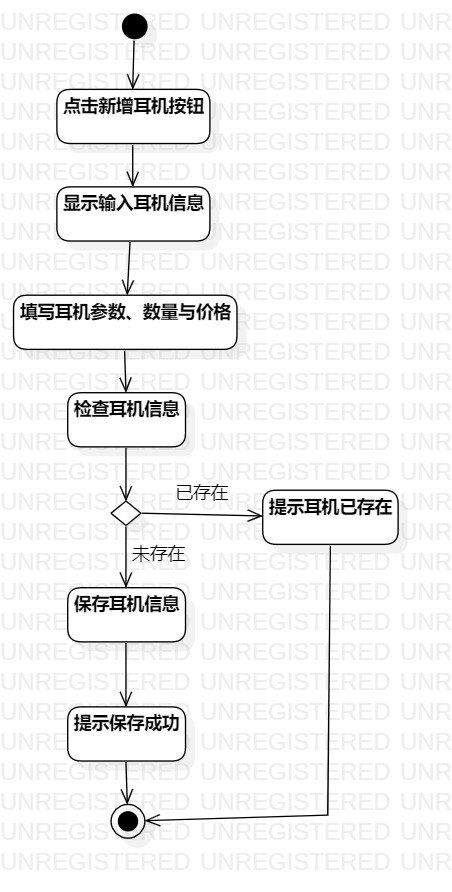 点击新增耳机按钮
显示输入耳机信息
填写耳机参数、数量与价格
检查耳机信息
已存在
提示耳机已存在
未存在
保存耳机信息
提示保存成功
UNREGISTERED